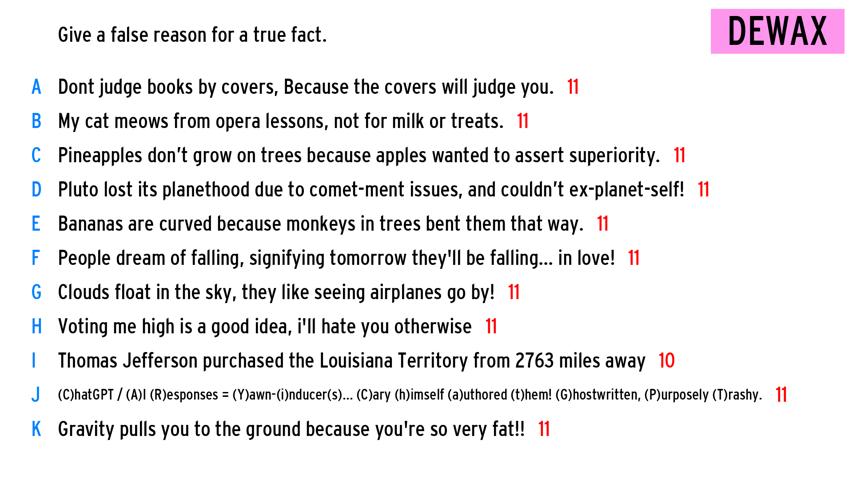 Give a false reason for a true fact.
DEWAX
A Dont judge books by covers, Because the covers will judge you. 11
B My cat meows from opera lessons, not for milk or treats. 11
C Pineapples don't grow on trees because apples wanted to assert superiority. 11
D Pluto lost its planethood due to comet-ment issues, and couldn't ex-planet-self! 11
E Bananas are curved because monkeys in trees bent them that way. 11
F People dream of falling, signifying tomorrow they'll be falling... in love! 11
G Clouds float in the sky, they like seeing airplanes go by! 11
H Voting me high is a good idea, i'll hate you otherwise 11
I Thomas Jefferson purchased the Louisiana Territory from 2763 miles away 10
J (C)hatGPT / (A)I (R)esponses = (Y)awn-(i)nducer(s)... (C)ary (h)imself (a)uthored (t)hem! (G)hostwritten, (P)urposely (T)rashy. 11
K Gravity pulls you to the ground because you're so very fat!! 11